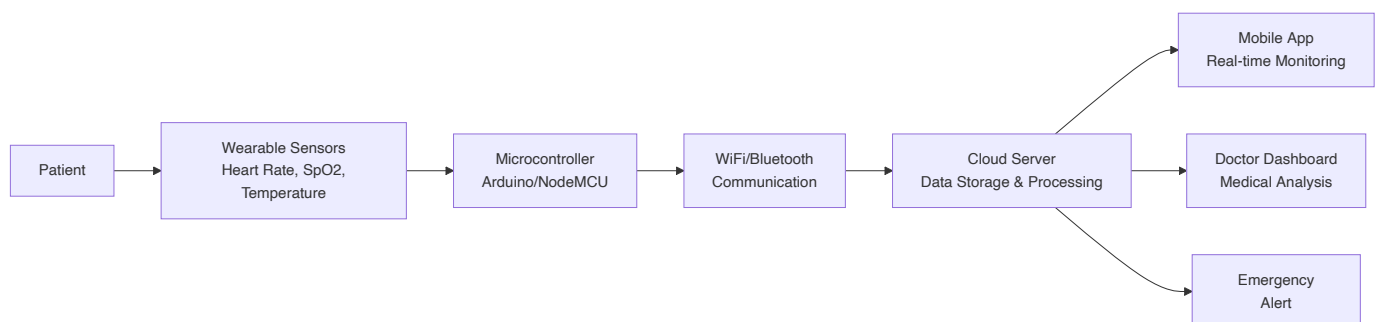 Patient
Wearable Sensors
Heart Rate, SpO2,
Temperature
Microcontroller
Arduino/NodeMCU
WiFi/Bluetooth
Communication
Cloud Server
Data Storage & Processing
Mobile App
Real-time Monitoring
Doctor Dashboard
Medical Analysis
Emergency
Alert